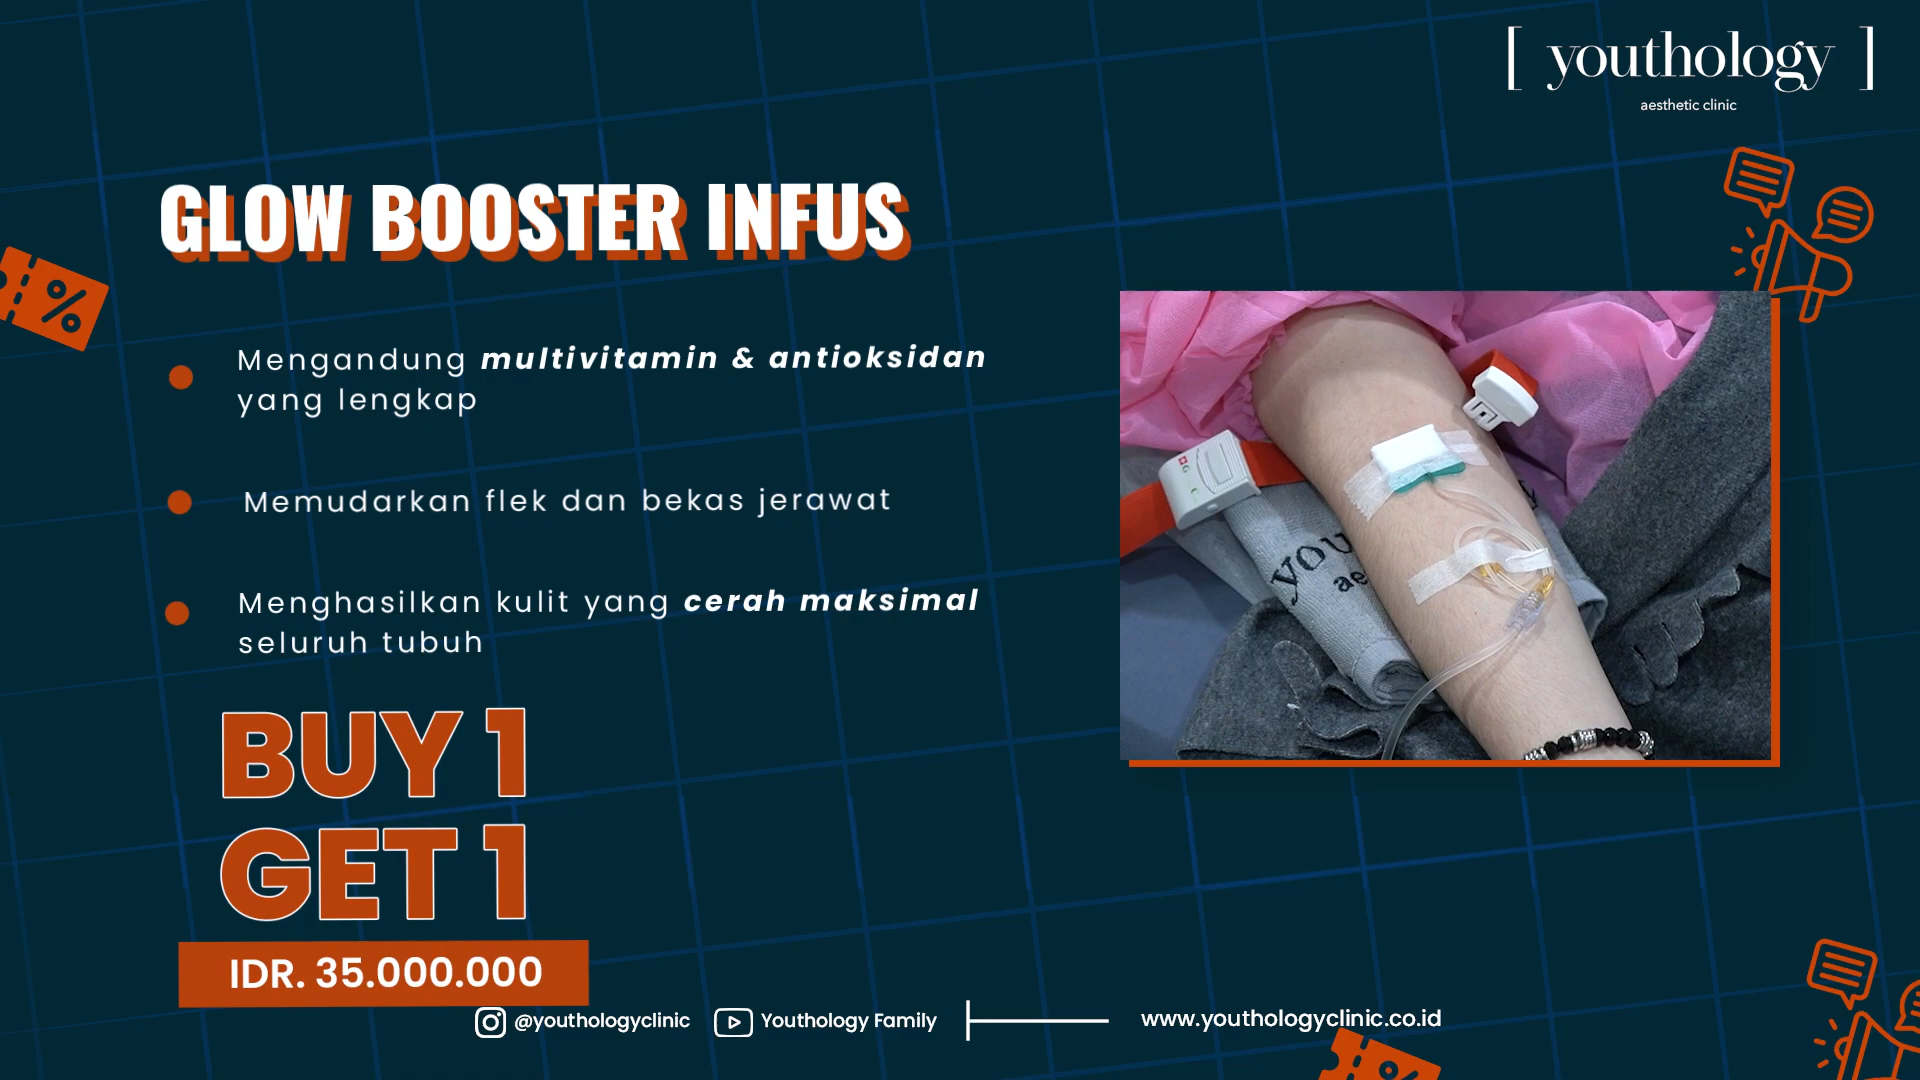 [ youthology ]
aesthetic clinic
GLOW BOOSTER INFUS
Mengandung multivitamin & antioksidan
yang lengkap
Memudarkan flek dan bekas jerawat
Menghasilkan kulit yang cerah maksimal
seluruh tubuh
BUY 1
GET 1
IDR. 35.000.000
@youthologyclinic Youthology Family www.youthologyclinic.co.id
%
%